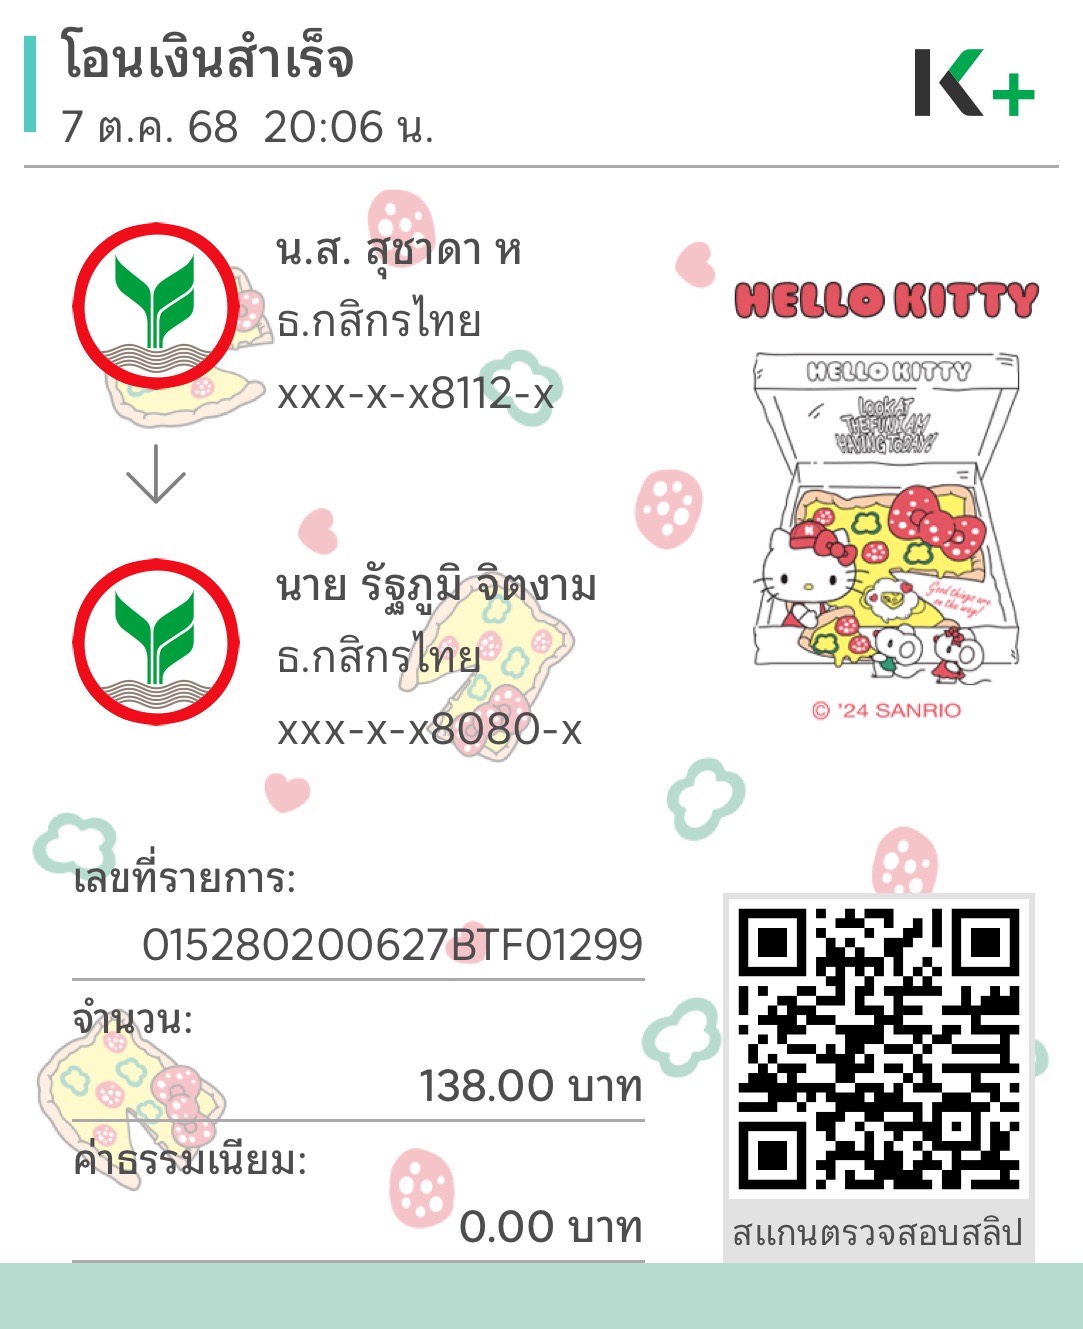 โอนเงินสำเร็จ
7 ต.ค. 68 20:06 น.
K+
น.ส. สุชาดา ห
ธ.กสิกรไทย
xxx-x-x8112-x
นาย รัฐภูมิ จิตงาม
ธ.กสิกรไทย
xxx-x-x8080-x
HELLO KITTY
HELLO KITTY
LOOK AT
THE FUN I AM
HAVING TODAY!
Good things are
on the way!
© '24 SANRIO
เลขที่รายการ:
015280200627BTF01299
จำนวน:
138.00 บาท
ค่าธรรมเนียม:
0.00 บาท
สแกนตรวจสอบสลิป